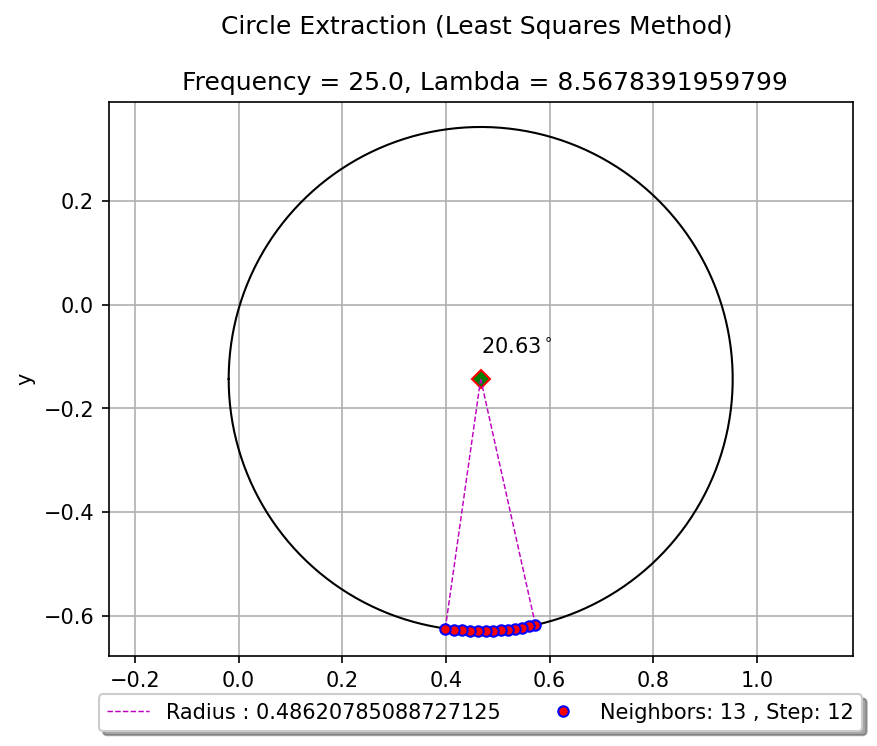 Circle Extraction (Least Squares Method)
Frequency = 25.0, Lambda = 8.5678391959799
0.2
0.0
−0.2
−0.4
−0.6
y
20.63°
−0.2 0.0 0.2 0.4 0.6 0.8 1.0
Radius : 0.48620785088727125 Neighbors: 13 , Step: 12